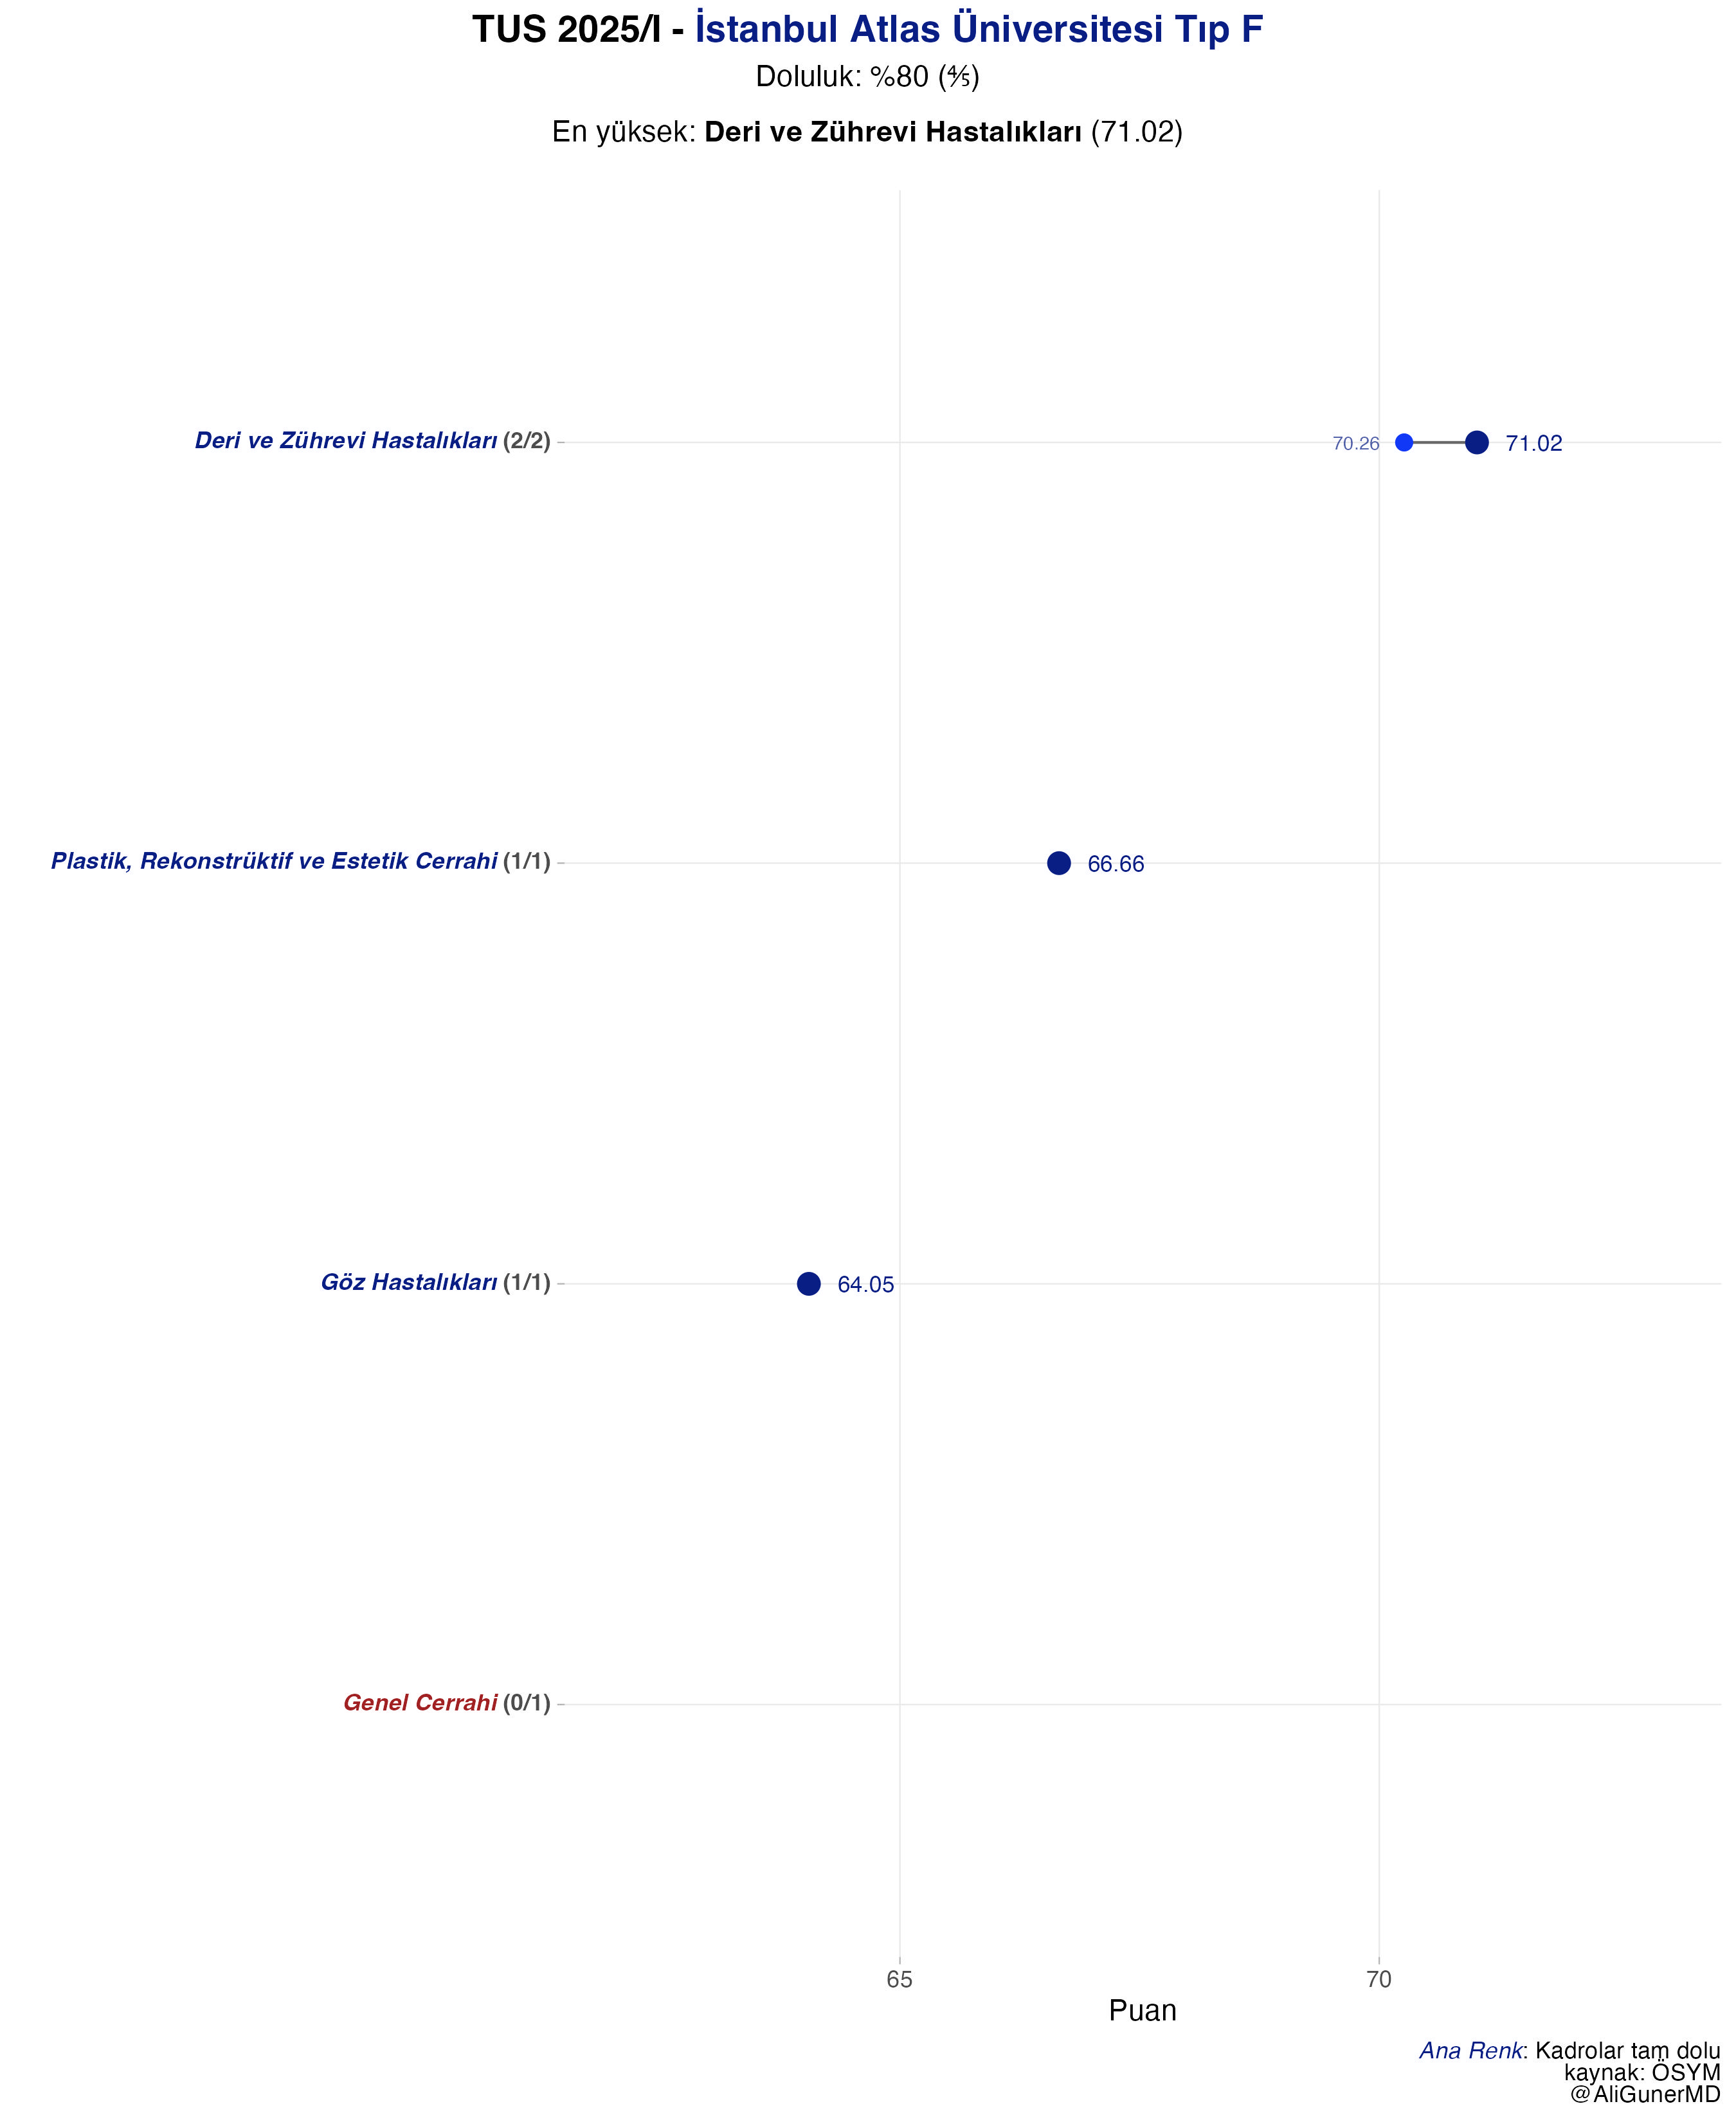 TUS 2025/I - İstanbul Atlas Üniversitesi Tıp F
Doluluk: %80 (⅘)
En yüksek: Deri ve Zührevi Hastalıkları (71.02)
Deri ve Zührevi Hastalıkları (2/2)
70.26
71.02
Plastik, Rekonstrüktif ve Estetik Cerrahi (1/1)
66.66
Göz Hastalıkları (1/1)
64.05
Genel Cerrahi (0/1)
65
70
Puan
Ana Renk: Kadrolar tam dolu
kaynak: ÖSYM
@AliGunerMD